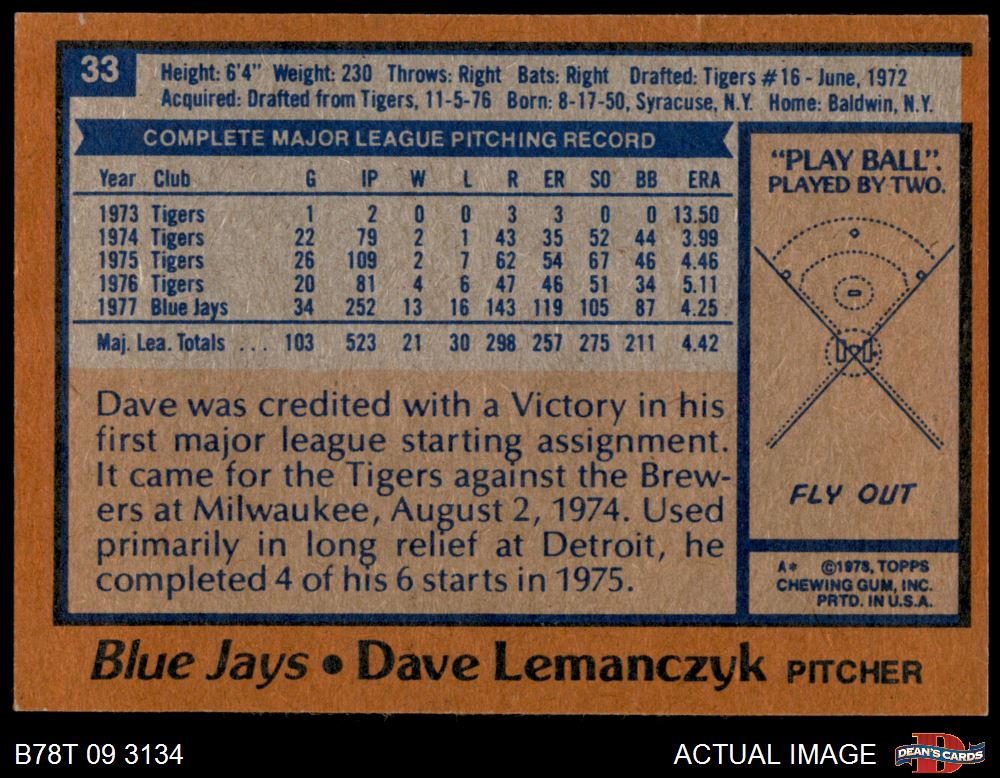 33
Height: 6'4" Weight: 230 Throws: Right Bats: Right Drafted: Tigers #16 - June, 1972
Acquired: Drafted from Tigers, 11-5-76 Born: 8-17-50, Syracuse, N.Y. Home: Baldwin, N.Y.
COMPLETE MAJOR LEAGUE PITCHING RECORD
Year Club G IP W L R ER SO BB ERA
1973 Tigers 1 2 0 0 3 3 0 0 13.50
1974 Tigers 22 79 2 1 43 35 52 44 3.99
1975 Tigers 26 109 2 7 62 54 67 46 4.46
1976 Tigers 20 81 4 6 47 46 51 34 5.11
1977 Blue Jays 34 252 13 16 143 119 105 87 4.25
Maj. Lea. Totals ... 103 523 21 30 298 257 275 211 4.42
Dave was credited with a Victory in his
first major league starting assignment.
It came for the Tigers against the Brew-
ers at Milwaukee, August 2, 1974. Used
primarily in long relief at Detroit, he
completed 4 of his 6 starts in 1975.
"PLAY BALL".
PLAYED BY TWO.
FLY OUT
A* ©1978, TOPPS
CHEWING GUM, INC.
PRTD. IN U.S.A.
Blue Jays • Dave Lemanczyk PITCHER
B78T 09 3134
ACTUAL IMAGE
DEAN'S CARDS